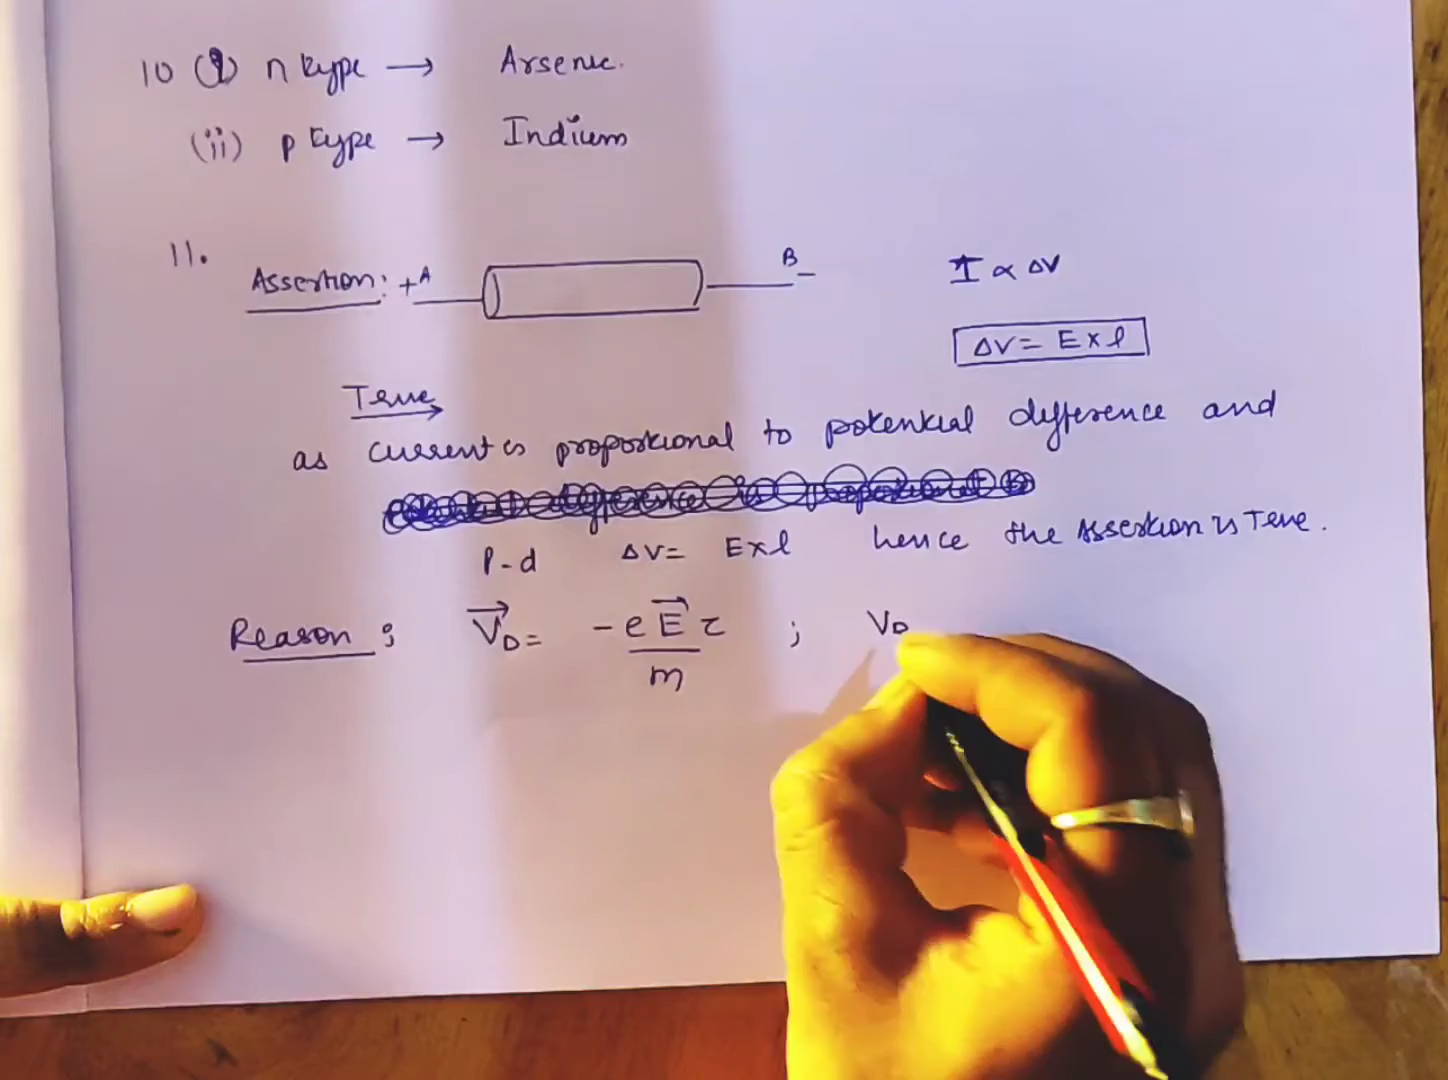 10 (i) n type → Arsenic.
(ii) p type → Indium
11.
Assertion: +A B -
I ∝ ΔV
ΔV = E×l
True
as current is proportional to potential difference and
P-d ΔV = E×l hence the Assertion is True.
Reason: V⃗D = -eE⃗τ/m ; VD